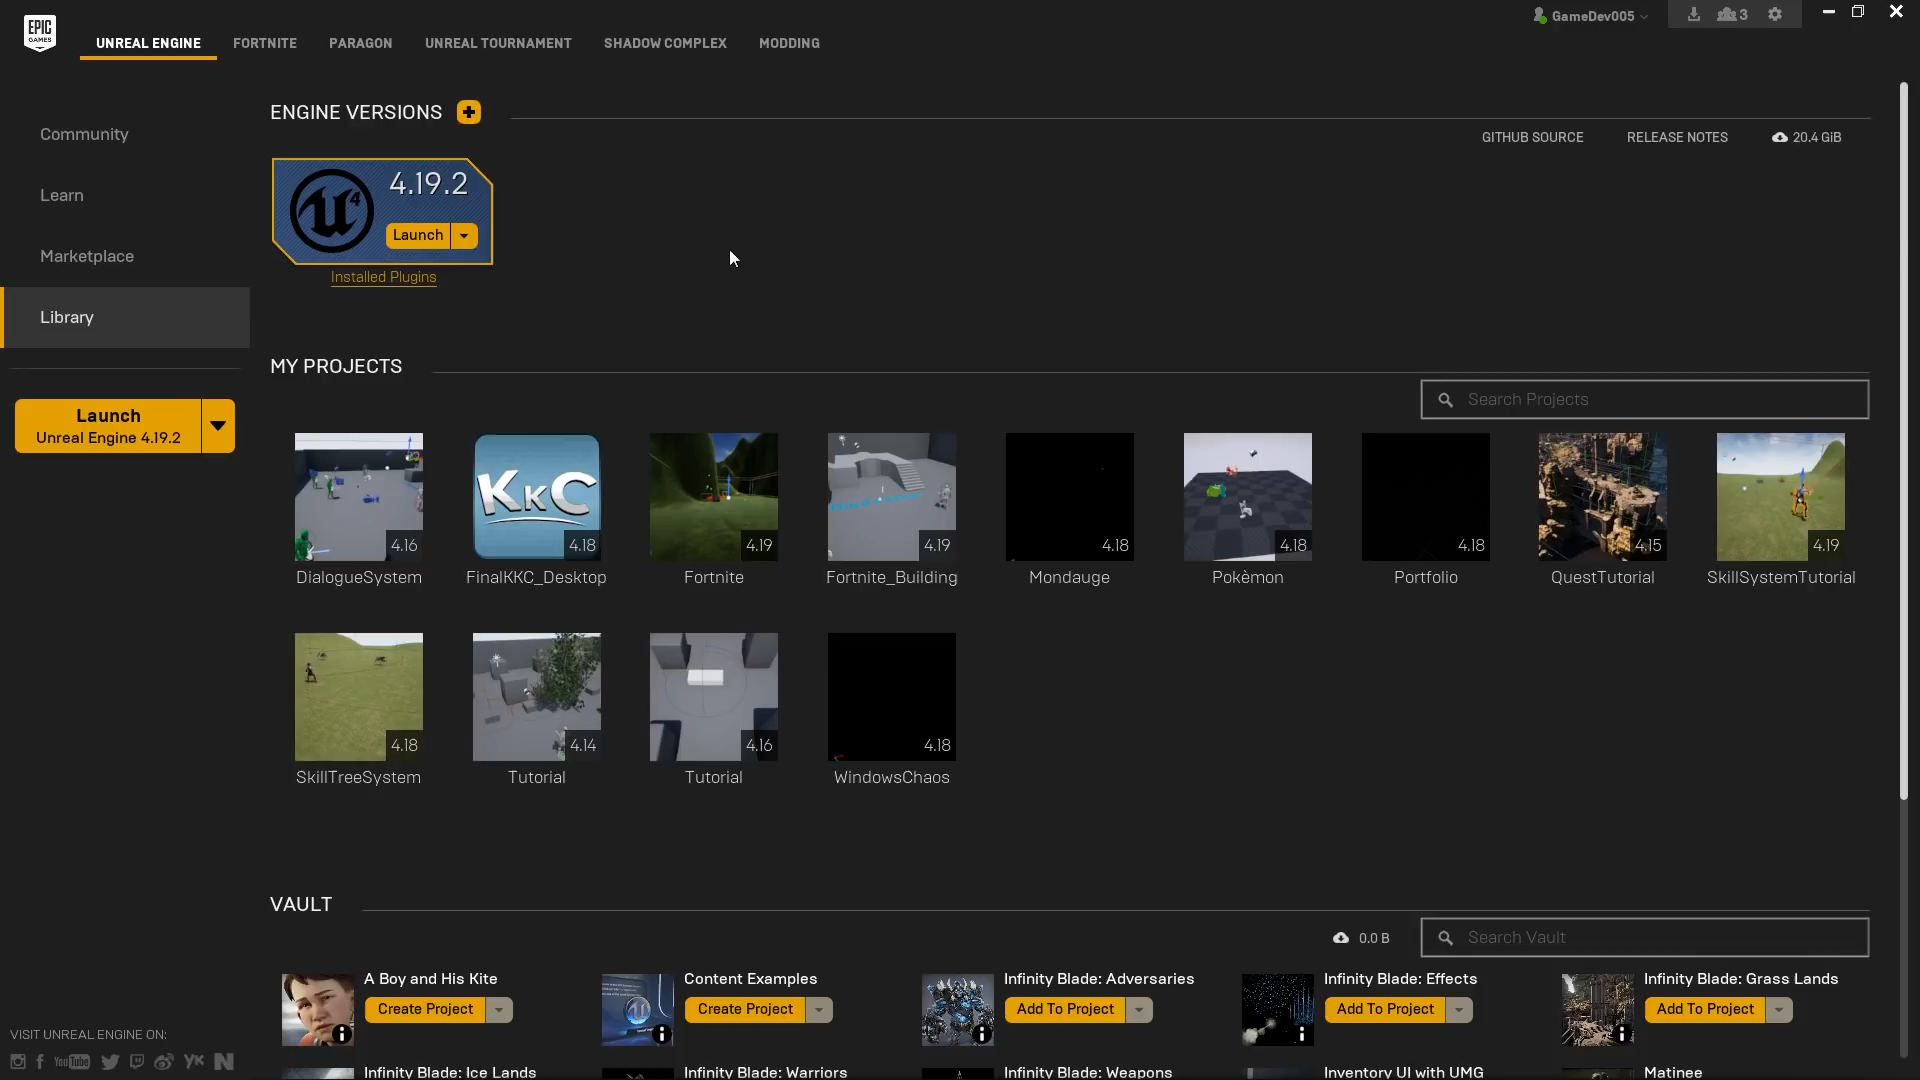 EPIC
GAMES
UNREAL ENGINE
FORTNITE
PARAGON
UNREAL TOURNAMENT
SHADOW COMPLEX
MODDING
GameDev005
3
Community
Learn
Marketplace
Library
Launch
Unreal Engine 4.19.2
ENGINE VERSIONS
GITHUB SOURCE
RELEASE NOTES
20.4 GiB
4.19.2
Launch
Installed Plugins
MY PROJECTS
Search Projects
4.16
KKC
4.18
4.19
4.19
4.18
4.18
4.18
4.15
4.19
DialogueSystem
FinalKKC_Desktop
Fortnite
Fortnite_Building
Mondauge
Pokèmon
Portfolio
QuestTutorial
SkillSystemTutorial
4.18
4.14
4.16
4.18
SkillTreeSystem
Tutorial
Tutorial
WindowsChaos
VAULT
0.0 B
Search Vault
A Boy and His Kite
Create Project
Content Examples
Create Project
Infinity Blade: Adversaries
Add To Project
Infinity Blade: Effects
Add To Project
Infinity Blade: Grass Lands
Add To Project
Infinity Blade: Ice Lands
Infinity Blade: Warriors
Infinity Blade: Weapons
Inventory UI with UMG
Matinee
VISIT UNREAL ENGINE ON:
YouTube